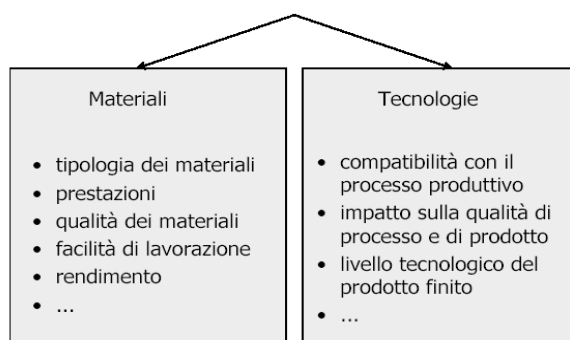 Materiali
• tipologia dei materiali
• prestazioni
• qualità dei materiali
• facilità di lavorazione
• rendimento
• ...
Tecnologie
• compatibilità con il
processo produttivo
• impatto sulla qualità di
processo e di prodotto
• livello tecnologico del
prodotto finito
• ...